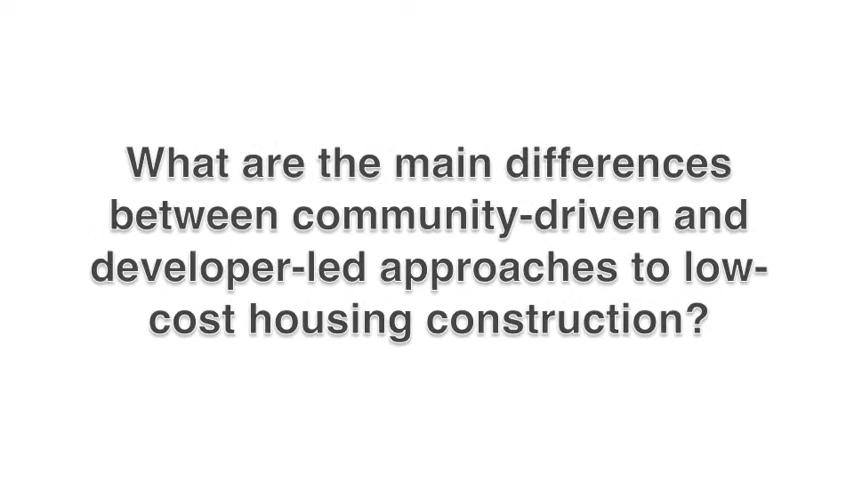 What are the main differences
between community-driven and
developer-led approaches to low-
cost housing construction?